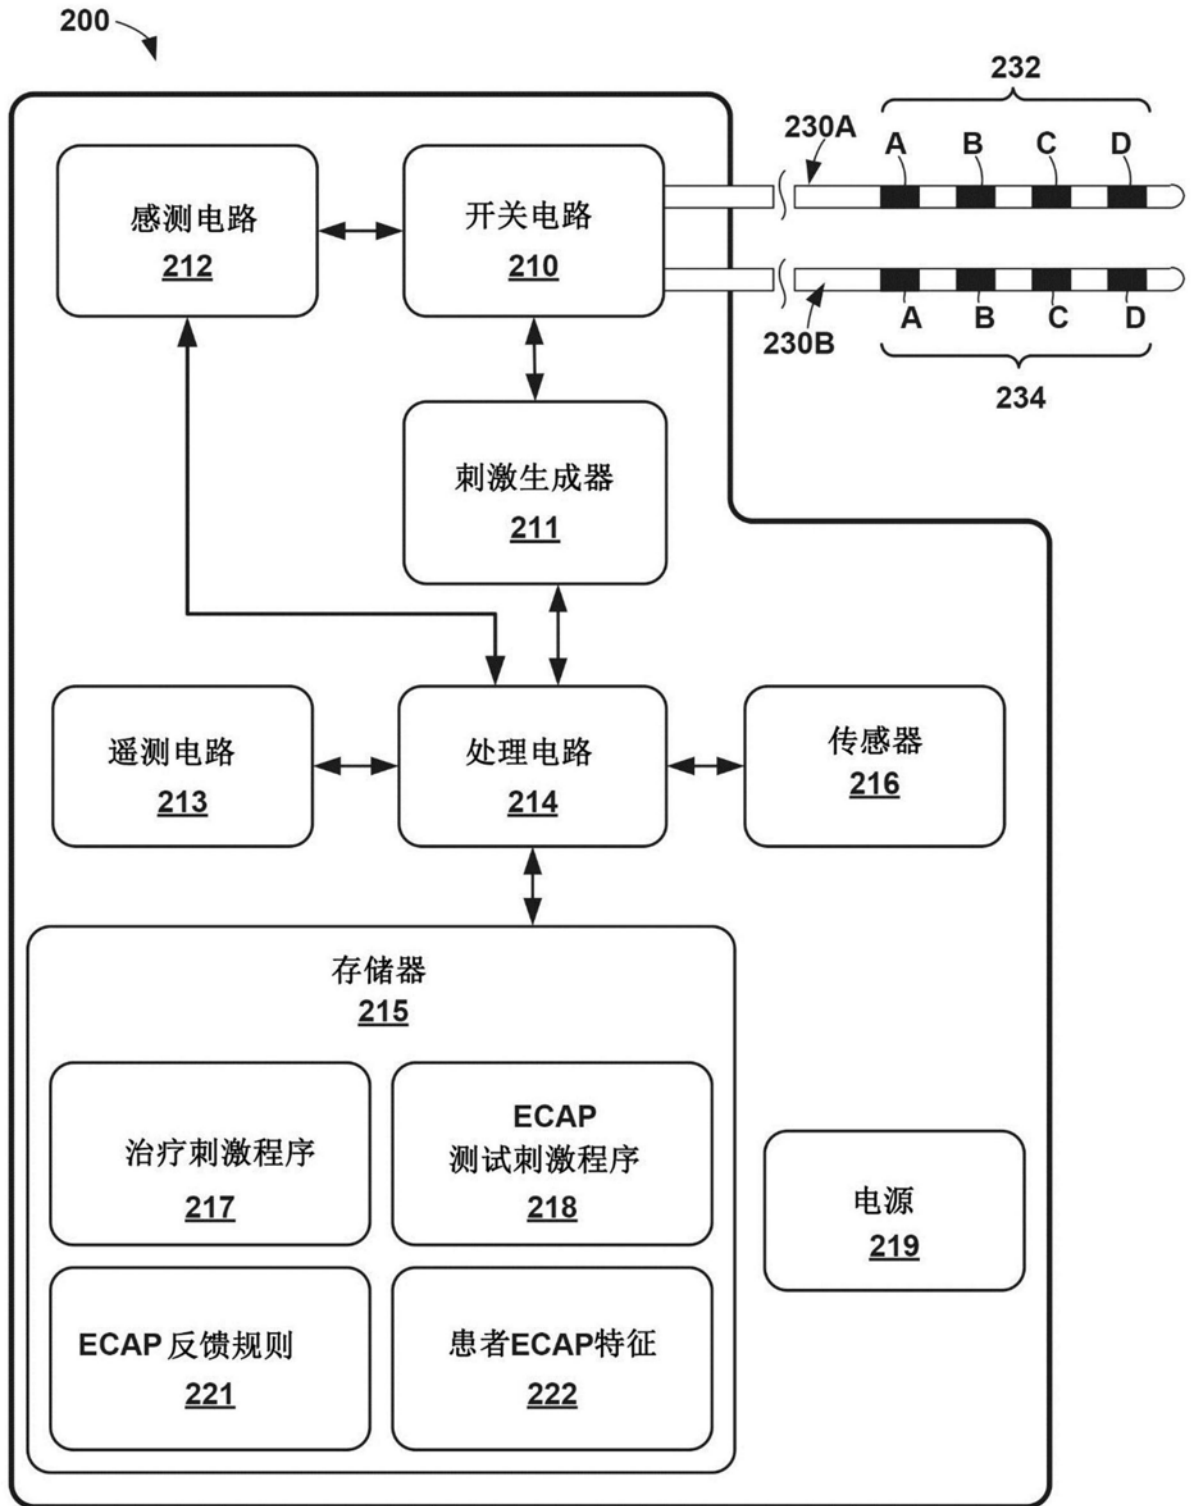 200
232
230A
A B C D
感测电路
212
开关电路
210
A B C D
230B
234
刺激生成器
211
遥测电路
213
处理电路
214
传感器
216
存储器
215
治疗刺激程序
217
ECAP
测试刺激程序
218
电源
219
ECAP 反馈规则
221
患者ECAP特征
222